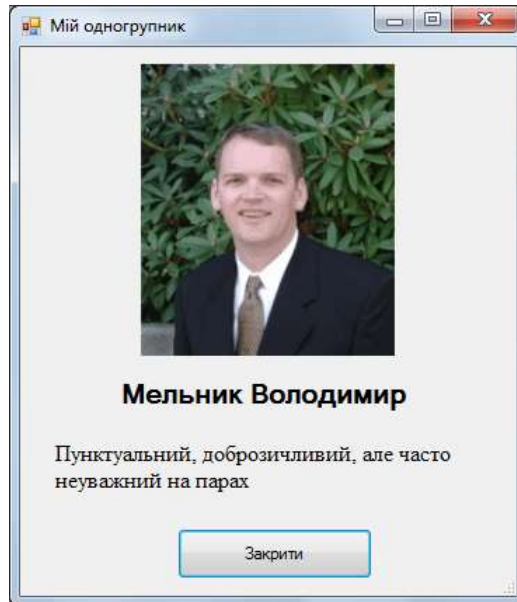 Мій одногрупник
Мельник Володимир
Пунктуальний, доброзичливий, але часто
неуважний на парах
Закрити